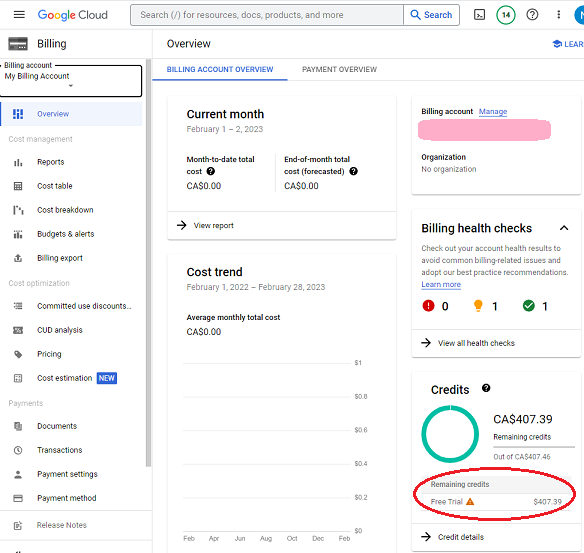 Google Cloud
Search (/) for resources, docs, products, and more
Search
14
Billing
Overview
LEAR
Billing account
My Billing Account
BILLING ACCOUNT OVERVIEW
PAYMENT OVERVIEW
Overview
Cost management
Reports
Cost table
Cost breakdown
Budgets & alerts
Billing export
Cost optimization
Committed use discounts...
CUD analysis
Pricing
Cost estimation NEW
Payments
Documents
Transactions
Payment settings
Payment method
Release Notes
Current month
February 1 – 2, 2023
Month-to-date total
cost
CA$0.00
End-of-month total
cost (forecasted)
CA$0.00
View report
Cost trend
February 1, 2022 – February 28, 2023
Average monthly total cost
CA$0.00
$1
$0.8
$0.6
$0.4
$0.2
$0
Feb Apr Jun Aug Oct Dec Feb
Billing account Manage
Organization
No organization
Billing health checks
Check out your account health results to
avoid common billing-related issues and
adopt our best practice recommendations.
Learn more
0 1 1
View all health checks
Credits
CA$407.39
Remaining credits
Out of CA$407.46
Remaining credits
Free Trial $407.39
Credit details